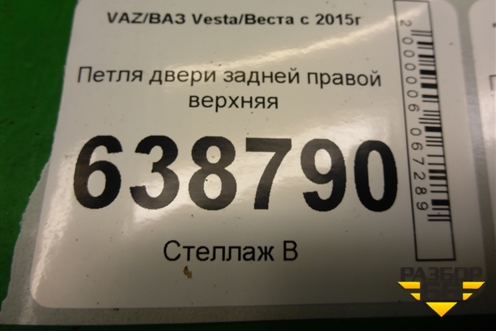 VAZ/ВАЗ Vesta/Веста с 2015г
Петля двери задней правой
верхняя
638790
Стеллаж В
2000006067289
РАЗБОР